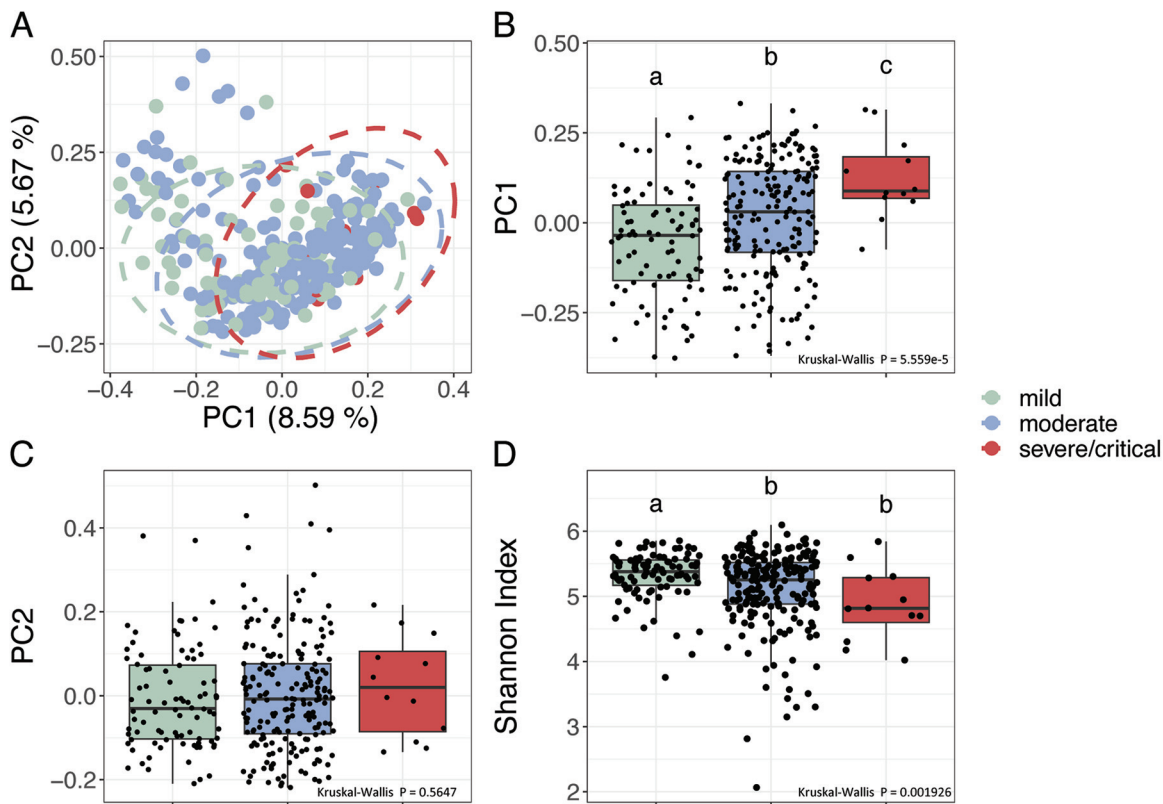 A
0.50
0.25
0.00
−0.25
PC2 (5.67 %)
−0.4
−0.2
0.0
0.2
0.4
PC1 (8.59 %)
B
0.50
0.25
0.00
−0.25
PC1
a
b
c
Kruskal-Wallis P = 5.559e-5
mild
moderate
severe/critical
C
0.4
0.2
0.0
−0.2
PC2
Kruskal-Wallis P = 0.5647
D
6
5
4
3
2
Shannon Index
a
b
b
Kruskal-Wallis P = 0.001926